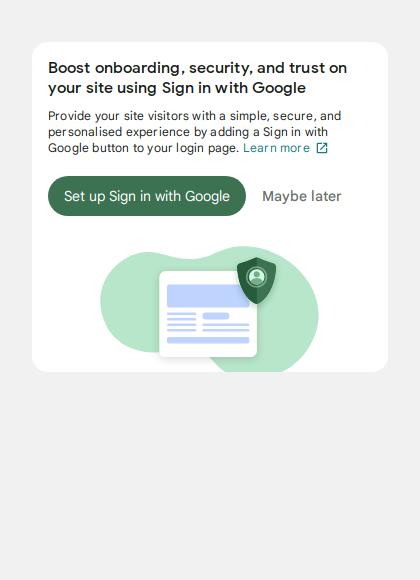 Boost onboarding, security, and trust on
your site using Sign in with Google
Provide your site visitors with a simple, secure, and
personalised experience by adding a Sign in with
Google button to your login page. Learn more
Set up Sign in with Google
Maybe later